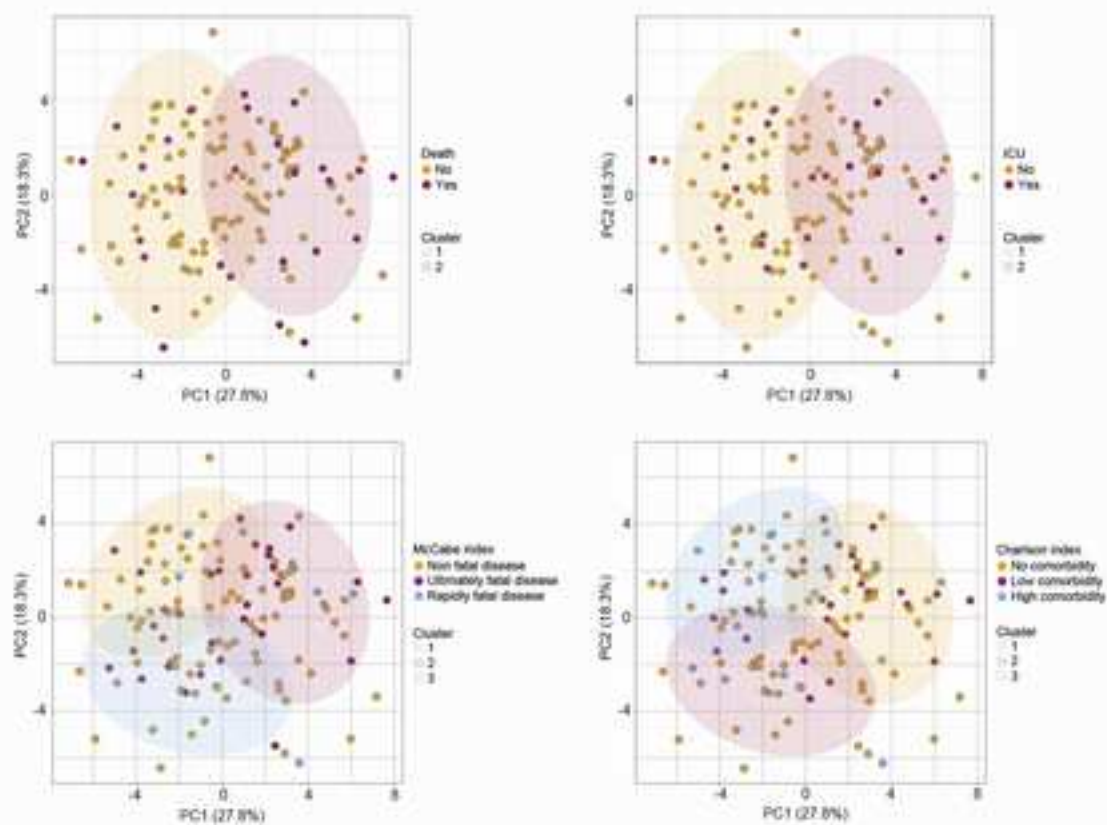 6
0
-4
PC2 (18.3%)
-4
0
4
8
PC1 (27.8%)
Death
No
Yes
Cluster
1
2
6
0
-4
PC2 (18.3%)
-4
0
4
8
PC1 (27.8%)
ICU
No
Yes
Cluster
1
2
4
0
-4
PC2 (18.3%)
-4
0
4
8
PC1 (27.8%)
McCabe index
Non fatal disease
Ultimately fatal disease
Rapidly fatal disease
Cluster
1
2
3
4
0
-4
PC2 (18.3%)
-4
0
4
8
PC1 (27.8%)
Charlson index
No comorbidity
Low comorbidity
High comorbidity
Cluster
1
2
3